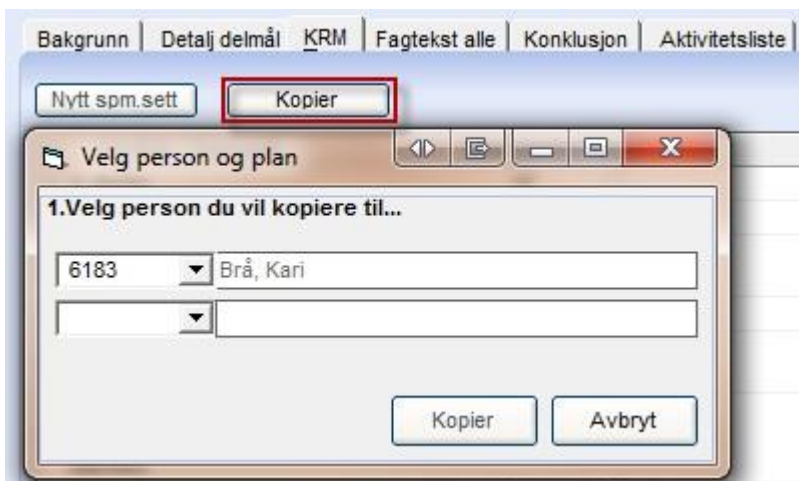 Bakgrunn Detalj delmål KRM Fagtekst alle Konklusjon Aktivitetsliste
Nytt spm.sett Kopier
Velg person og plan
1.Velg person du vil kopiere til...
6183 Brå, Kari
Kopier Avbryt